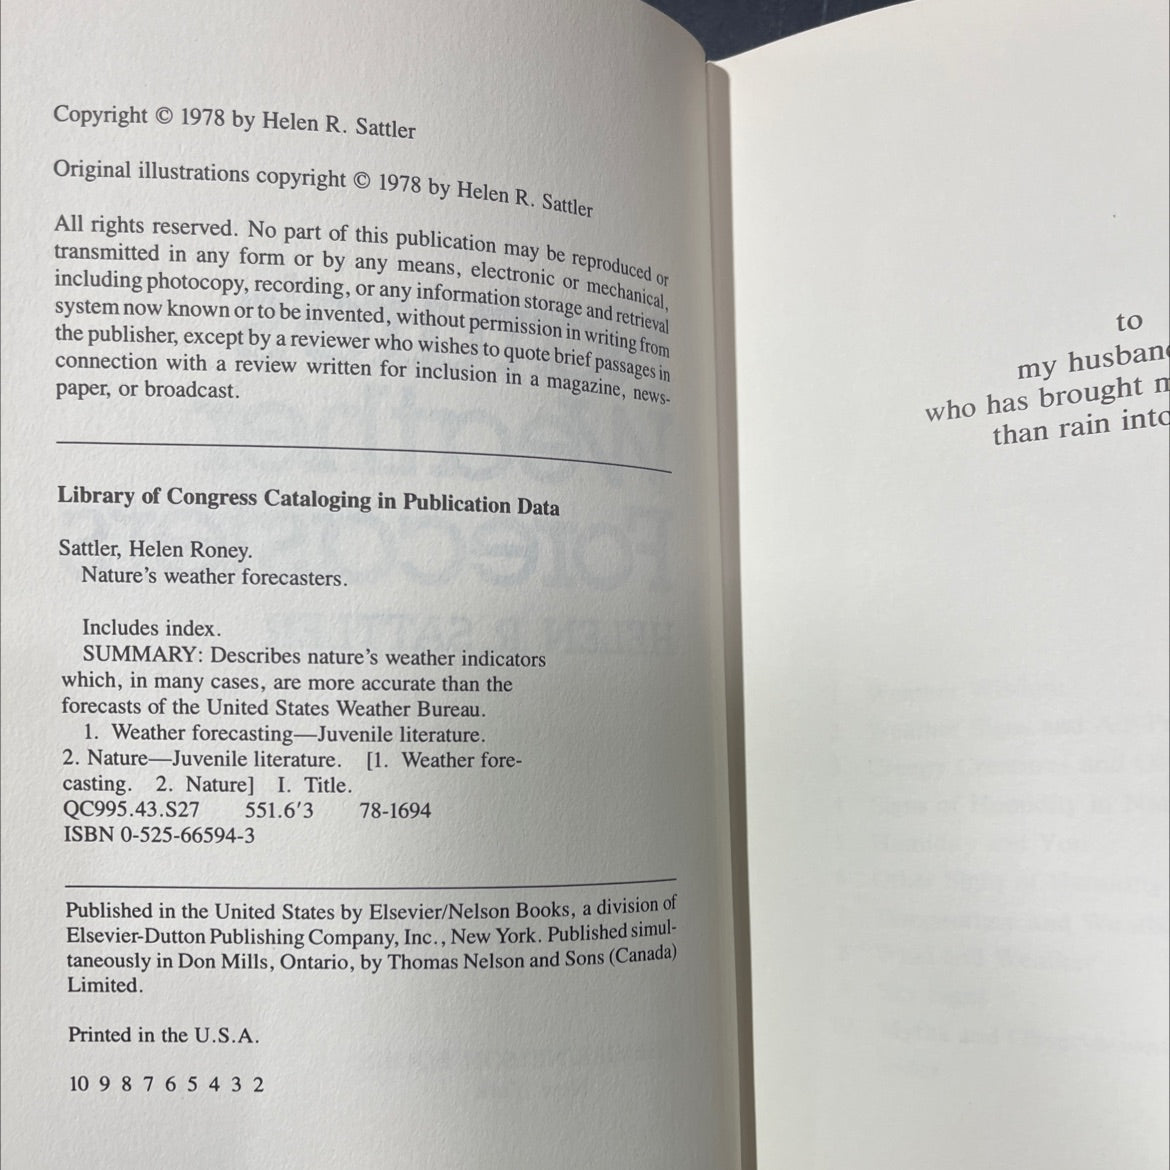 Copyright © 1978 by Helen R. Sattler
Original illustrations copyright © 1978 by Helen R. Sattler
All rights reserved. No part of this publication may be reproduced or
transmitted in any form or by any means, electronic or mechanical,
including photocopy, recording, or any information storage and retrieval
system now known or to be invented, without permission in writing from
the publisher, except by a reviewer who wishes to quote brief passages in
connection with a review written for inclusion in a magazine, news-
paper, or broadcast.
Library of Congress Cataloging in Publication Data
Sattler, Helen Roney.
Nature's weather forecasters.
Includes index.
SUMMARY: Describes nature's weather indicators
which, in many cases, are more accurate than the
forecasts of the United States Weather Bureau.
1. Weather forecasting—Juvenile literature.
2. Nature—Juvenile literature. [1. Weather fore-
casting. 2. Nature] I. Title.
QC995.43.S27 551.6'3 78-1694
ISBN 0-525-66594-3
Published in the United States by Elsevier/Nelson Books, a division of
Elsevier-Dutton Publishing Company, Inc., New York. Published simul-
taneously in Don Mills, Ontario, by Thomas Nelson and Sons (Canada)
Limited.
Printed in the U.S.A.
10 9 8 7 6 5 4 3 2
to
my husban
who has brought m
than rain into